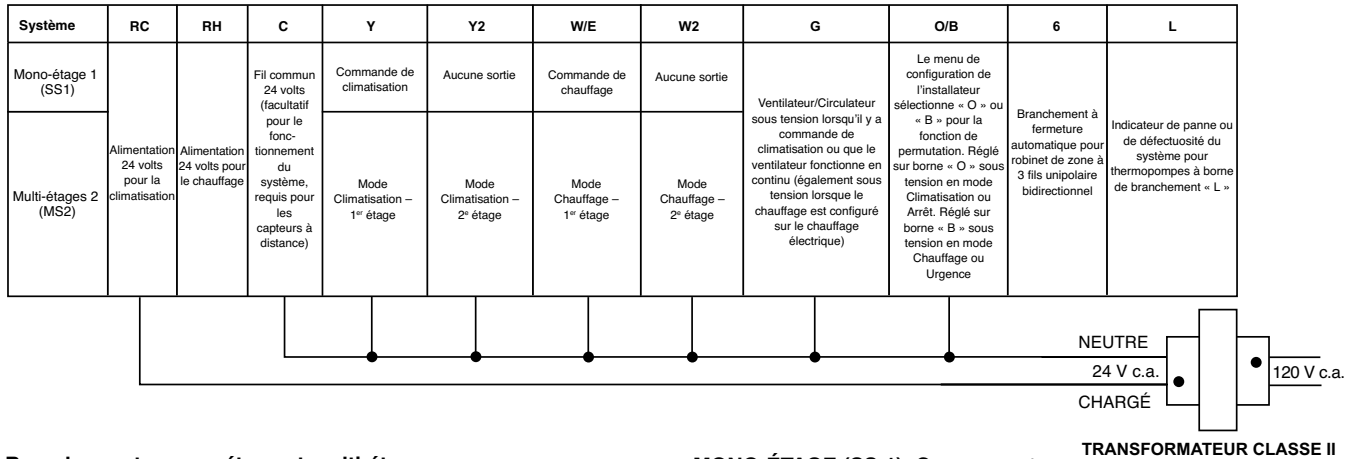 Système RC RH C Y Y2 W/E W2 G O/B 6 L
Mono-étage 1
(SS1)
Multi-étages 2
(MS2)
Alimentation
24 volts
pour la
climatisation
Alimentation
24 volts pour
le chauffage
Fil commun
24 volts
(facultatif
pour le
fonc-
tionnement
du
système,
requis pour
les
capteurs à
distance)
Commande de
climatisation
Mode
Climatisation –
1er étage
Aucune sortie
Mode
Climatisation –
2e étage
Commande de
chauffage
Mode
Chauffage –
1er étage
Aucune sortie
Mode
Chauffage –
2e étage
Ventilateur/Circulateur
sous tension lorsqu'il y a
commande de
climatisation ou que le
ventilateur fonctionne en
continu (également sous
tension lorsque le
chauffage est configuré
sur le chauffage
électrique)
Le menu de
configuration de
l'installateur
sélectionne « O » ou
« B » pour la
fonction de
permutation. Réglé
sur borne « O » sous
tension en mode
Climatisation ou
Arrêt. Réglé sur
borne « B » sous
tension en mode
Chauffage ou
Urgence
Branchement à
fermeture
automatique pour
robinet de zone à
3 fils unipolaire
bidirectionnel
Indicateur de panne ou
de défectuosité du
système pour
thermopompes à borne
de branchement « L »
NEUTRE
24 V c.a.
CHARGÉ
120 V c.a.
TRANSFORMATEUR CLASSE II